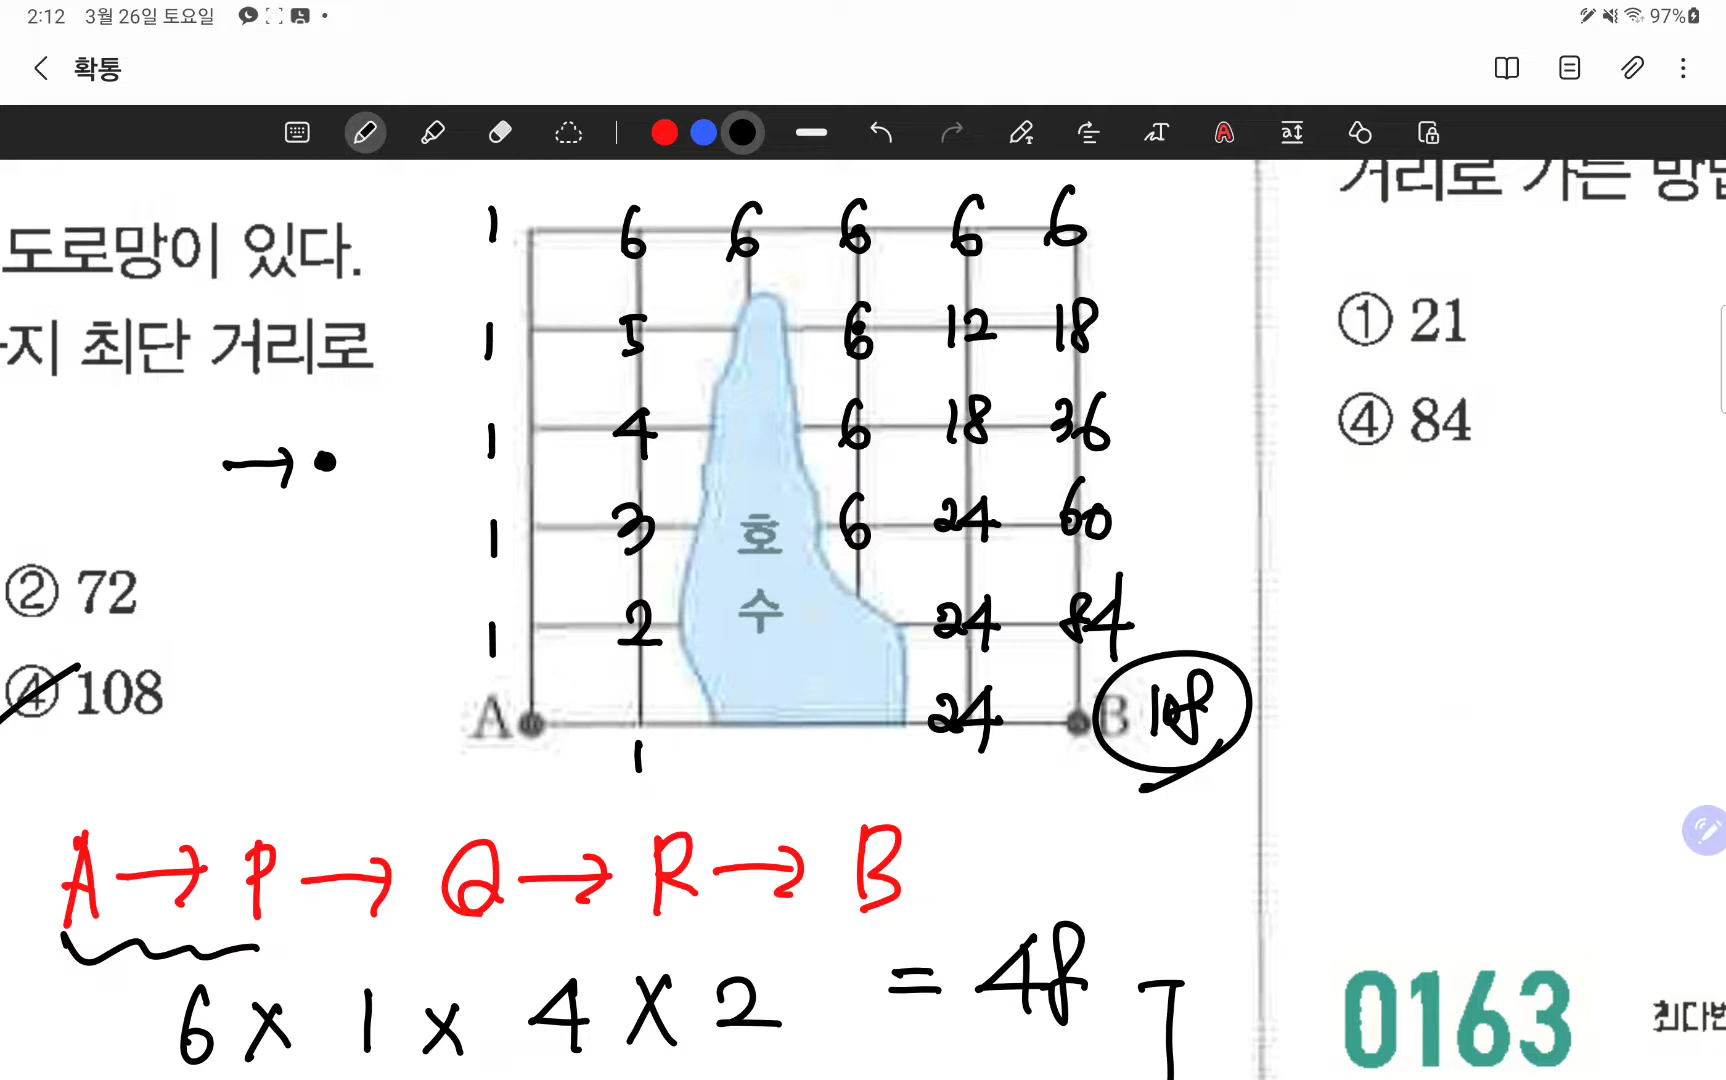 2:12 3월 26일 토요일 97%
확통
도로망이 있다.
지 최단 거리로
→•
② 72
④ 108
1 6 6 6 6 6
1 5 6 12 18
1 4 6 18 36
1 3 호 6 24 60
1 2 수 24 84
A 24 B 108
1
A → P → Q → R → B
6 × 1 × 4 × 2 = 48
거리로 가는 방법
① 21
④ 84
0163
최다빈